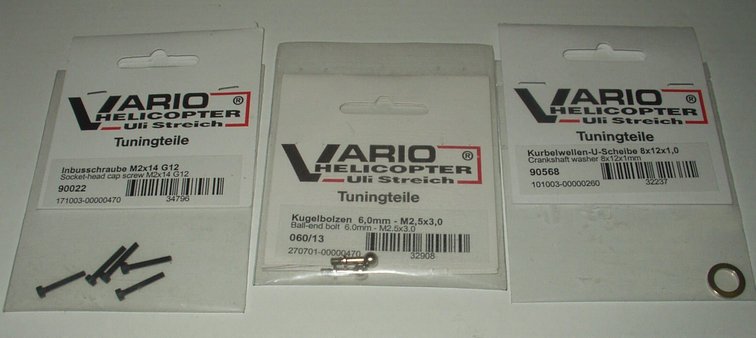 VARIO ®
HELICOPTER
Uli Streich
Tuningteile
Inbusschraube M2x14 G12
Socket-head cap screw M2x14 G12
90022
171003-00000470
34796
VARIO ®
HELICOPTER
Uli Streich
Tuningteile
Kugelbolzen 6,0mm - M2,5x3,0
Ball-end bolt 6.0mm - M2.5x3.0
060/13
270701-00000470
32908
VARIO ®
HELICOPTER
Uli Streich
Tuningteile
Kurbelwellen-U-Scheibe 8x12x1,0
Crankshaft washer 8x12x1mm
90568
101003-00000260
32237